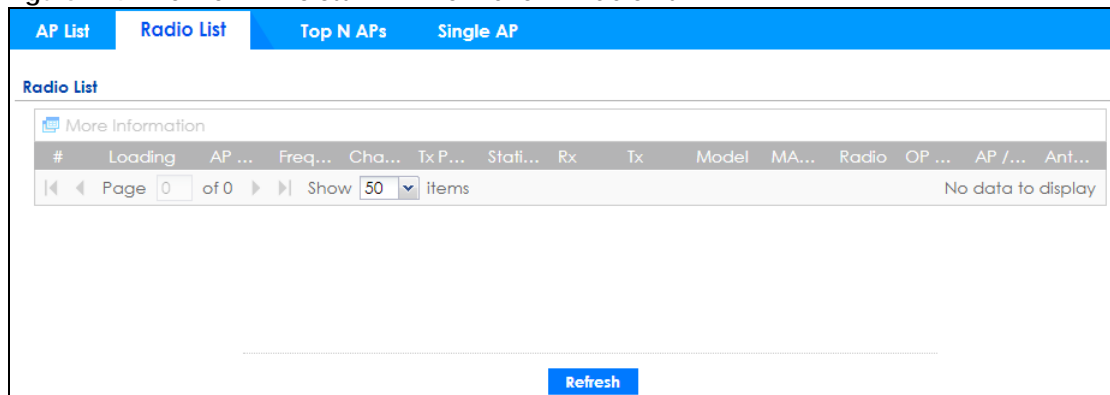 AP List Radio List Top N APs Single AP
Radio List
More Information
# Loading AP ... Freq... Cha... Tx P... Stati... Rx Tx Model MA... Radio OP ... AP /... Ant...
Page 0 of 0 Show 50 items No data to display
Refresh